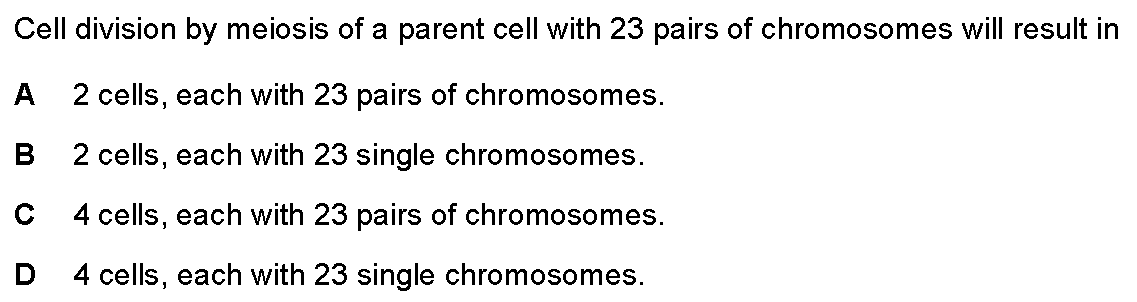 Cell division by meiosis of a parent cell with 23 pairs of chromosomes will result in
A 2 cells, each with 23 pairs of chromosomes.
B 2 cells, each with 23 single chromosomes.
C 4 cells, each with 23 pairs of chromosomes.
D 4 cells, each with 23 single chromosomes.